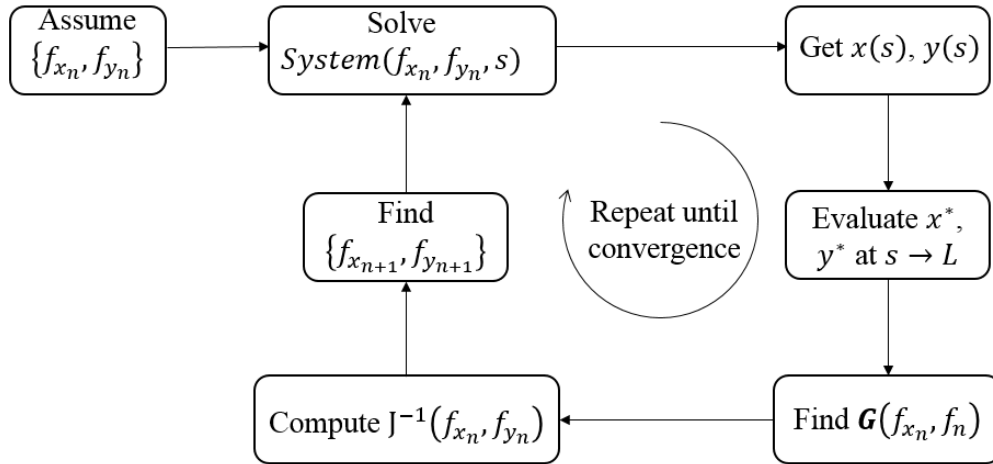 Assume
{f_{x_n}, f_{y_n}}
Solve
System(f_{x_n}, f_{y_n}, s)
Get x(s), y(s)
Evaluate x*,
y* at s → L
Find G(f_{x_n}, f_n)
Compute J⁻¹(f_{x_n}, f_{y_n})
Find
{f_{x_{n+1}}, f_{y_{n+1}}}
Repeat until
convergence